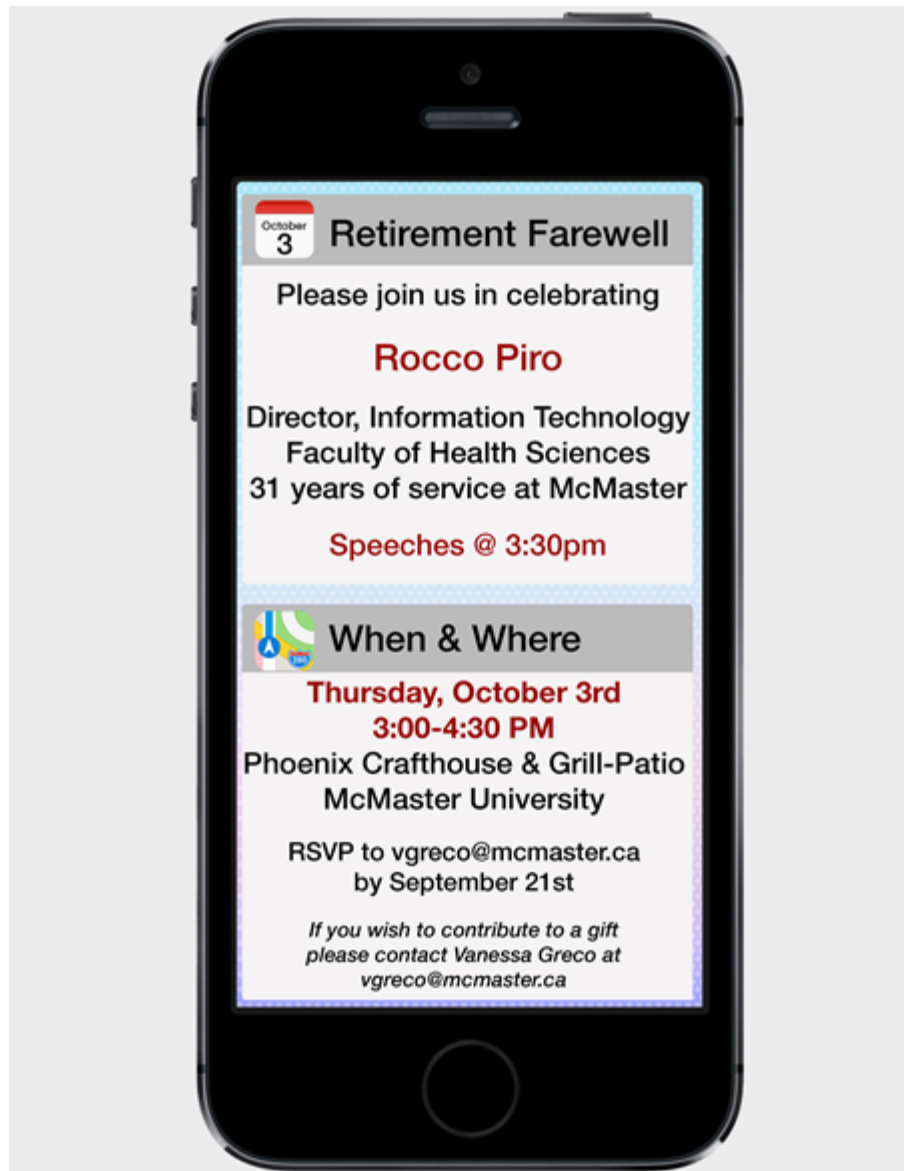 October
3
Retirement Farewell
Please join us in celebrating
Rocco Piro
Director, Information Technology
Faculty of Health Sciences
31 years of service at McMaster
Speeches @ 3:30pm
When & Where
Thursday, October 3rd
3:00-4:30 PM
Phoenix Crafthouse & Grill-Patio
McMaster University
RSVP to vgreco@mcmaster.ca
by September 21st
If you wish to contribute to a gift
please contact Vanessa Greco at
vgreco@mcmaster.ca